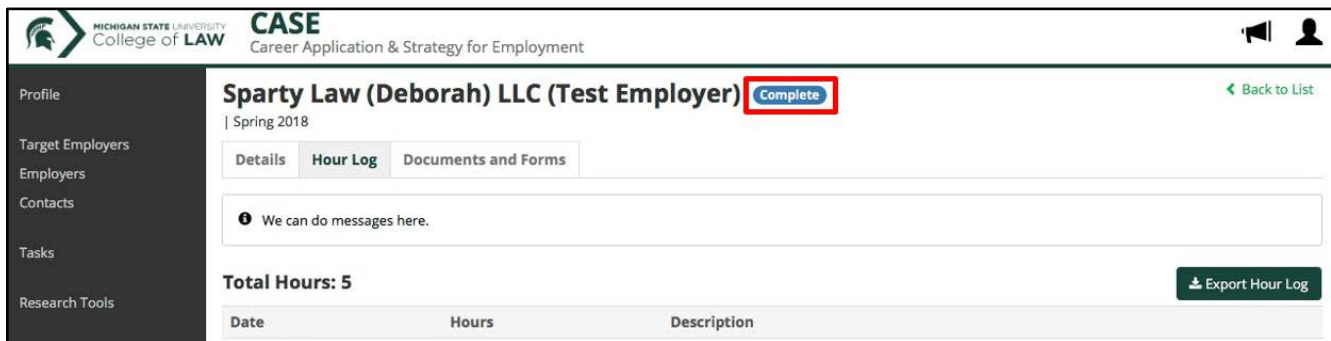 MICHIGAN STATE UNIVERSITY
College of LAW
CASE
Career Application & Strategy for Employment
Profile
Target Employers
Employers
Contacts
Tasks
Research Tools
Sparty Law (Deborah) LLC (Test Employer) Complete
Back to List
| Spring 2018
Details Hour Log Documents and Forms
We can do messages here.
Total Hours: 5
Export Hour Log
Date Hours Description